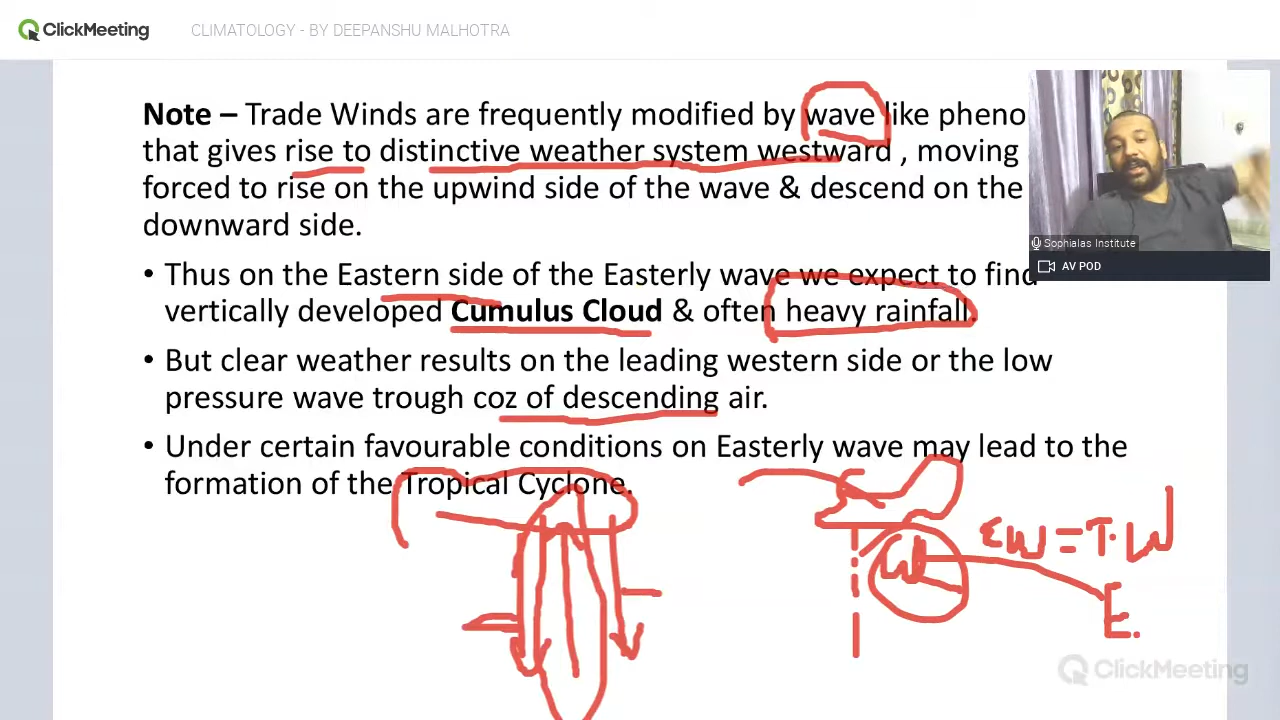 ClickMeeting
CLIMATOLOGY - BY DEEPANSHU MALHOTRA
Note – Trade Winds are frequently modified by wave like pheno
that gives rise to distinctive weather system westward , moving
forced to rise on the upwind side of the wave & descend on the
downward side.
• Thus on the Eastern side of the Easterly wave we expect to find
vertically developed Cumulus Cloud & often heavy rainfall.
• But clear weather results on the leading western side or the low
pressure wave trough coz of descending air.
• Under certain favourable conditions on Easterly wave may lead to the
formation of the Tropical Cyclone.
Sophialas Institute
AV POD
EW = T.W
W
E.
ClickMeeting